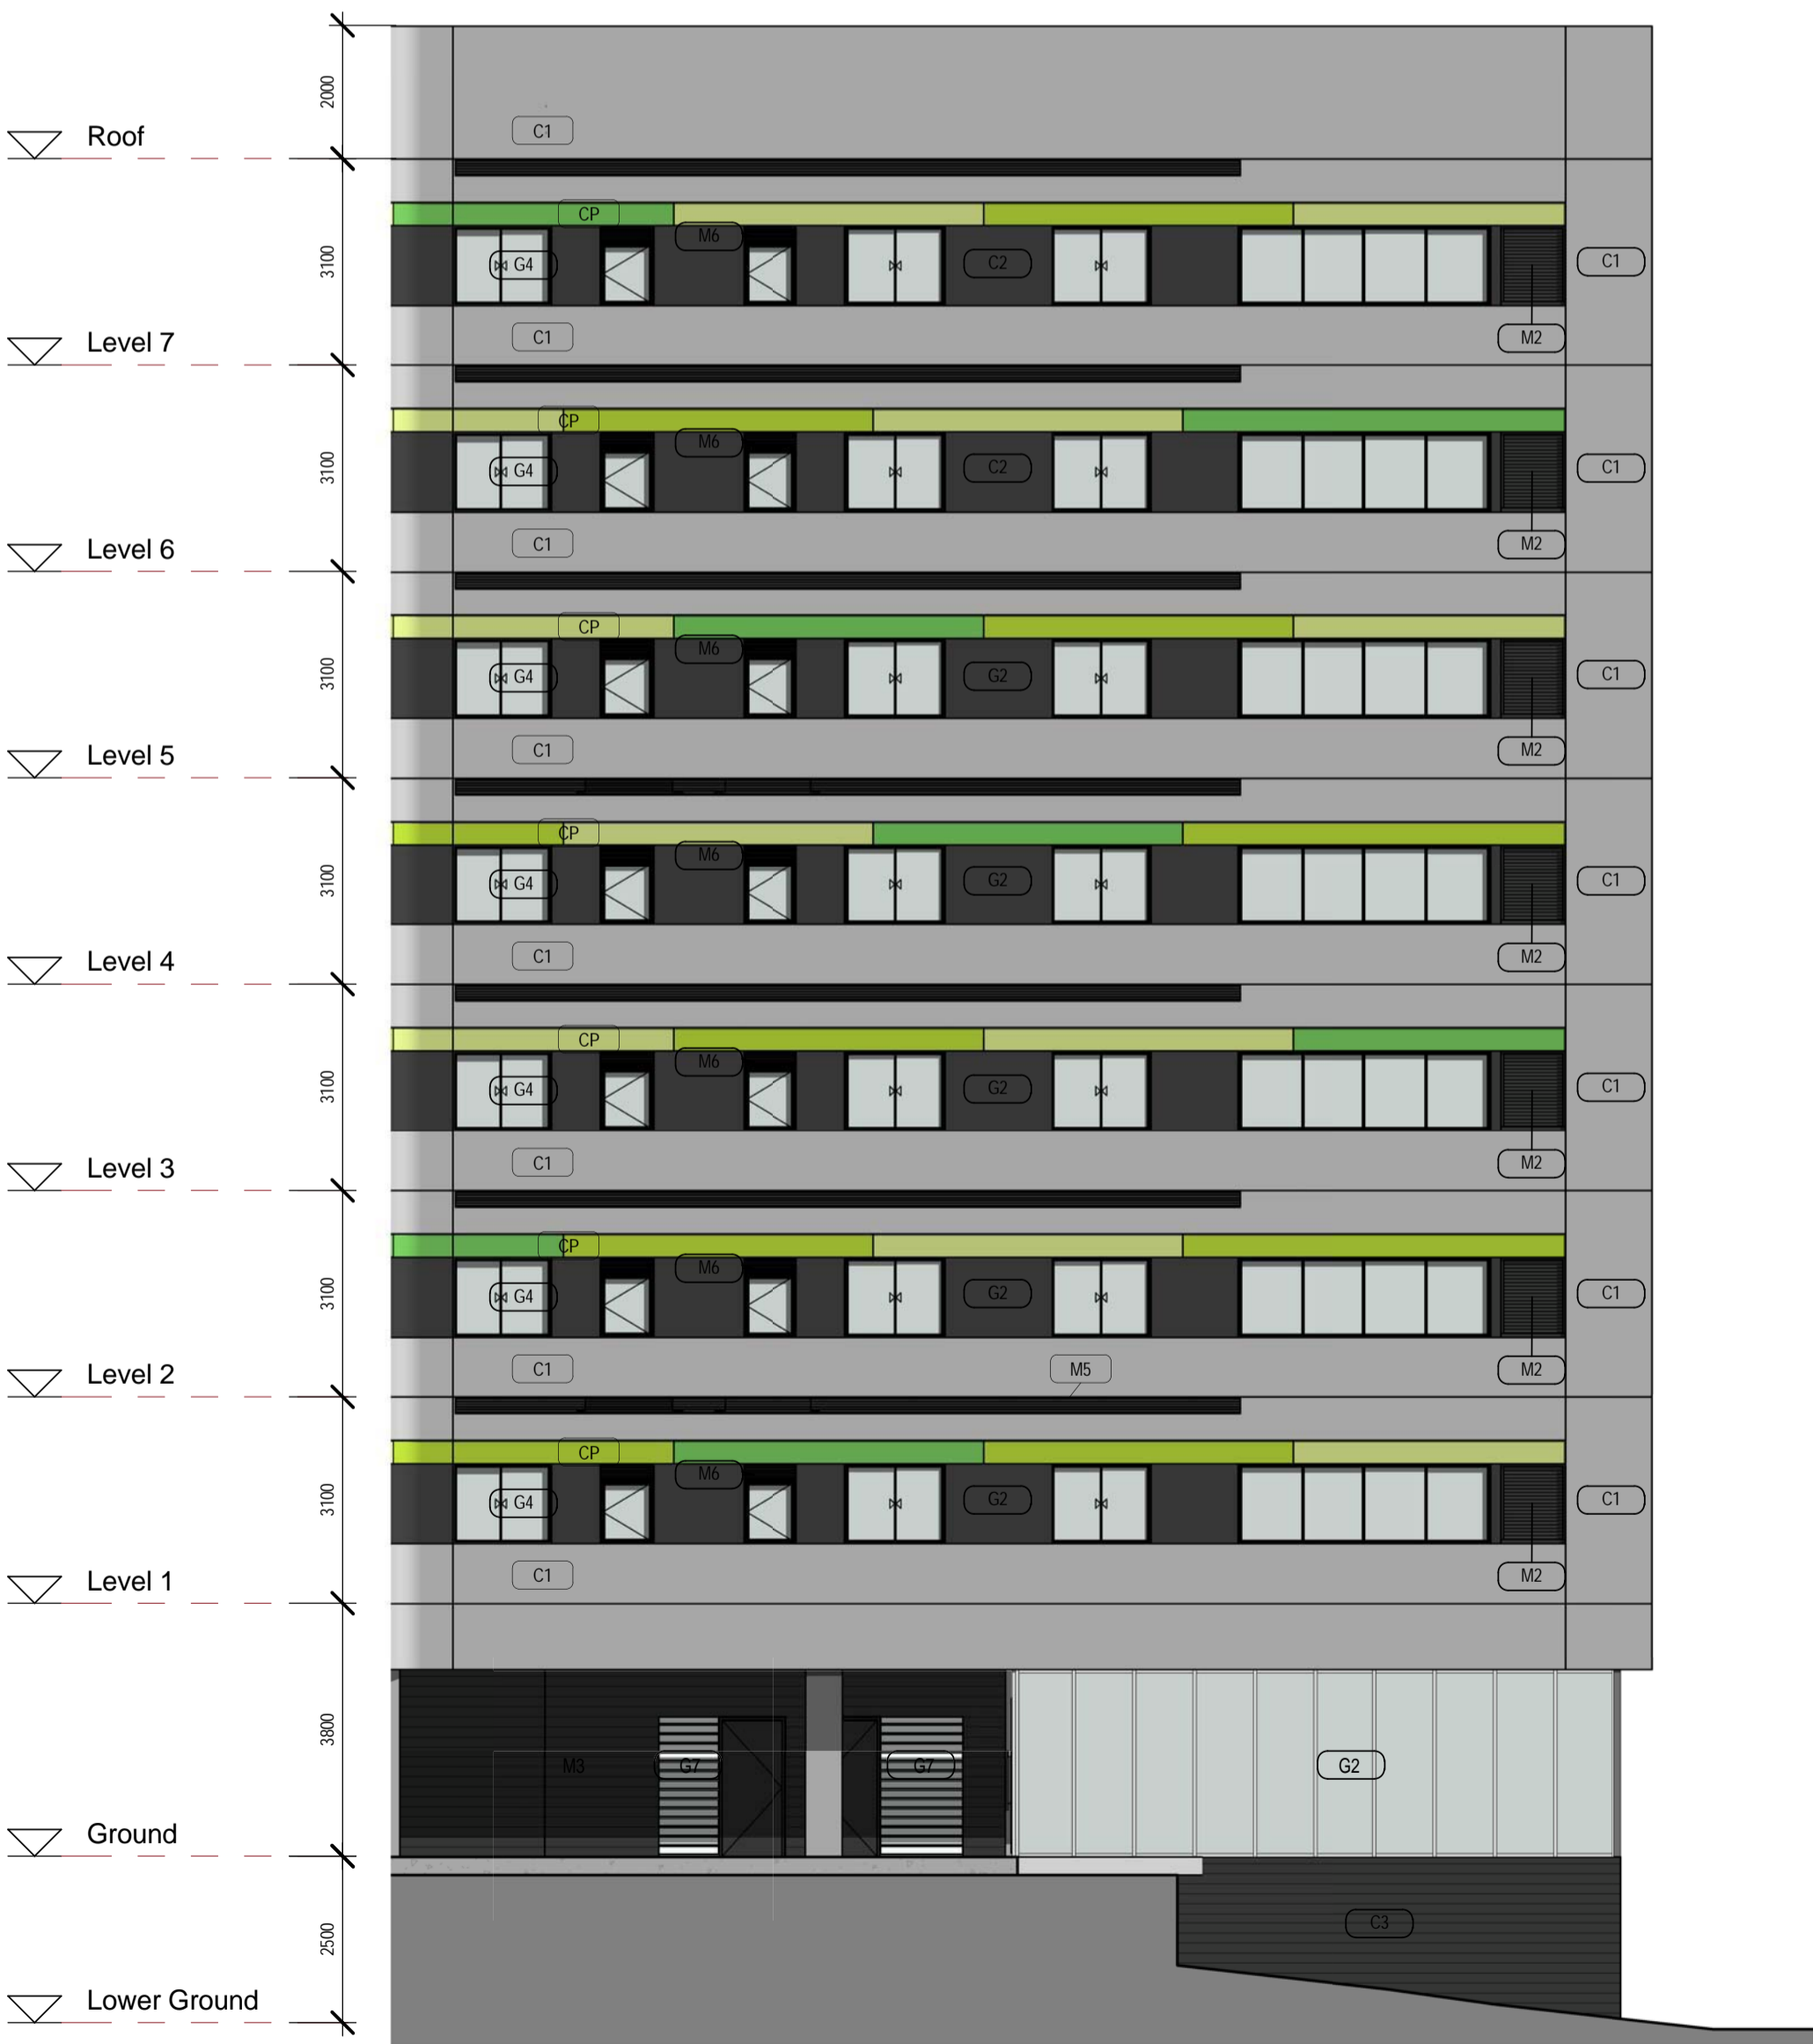 2000
Roof
C1
CP
M6
3100
G4
C2
C1
Level 7
C1
M2
CP
M6
3100
G4
C2
C1
Level 6
C1
M2
CP
M6
3100
G4
G2
C1
Level 5
C1
M2
CP
M6
3100
G4
G2
C1
Level 4
C1
M2
CP
M6
3100
G4
G2
C1
Level 3
C1
M2
CP
M6
3100
G4
G2
C1
Level 2
C1
M5
M2
CP
M6
3100
G4
G2
C1
Level 1
C1
M2
3800
M3
G7
G7
G2
Ground
2500
C3
Lower Ground